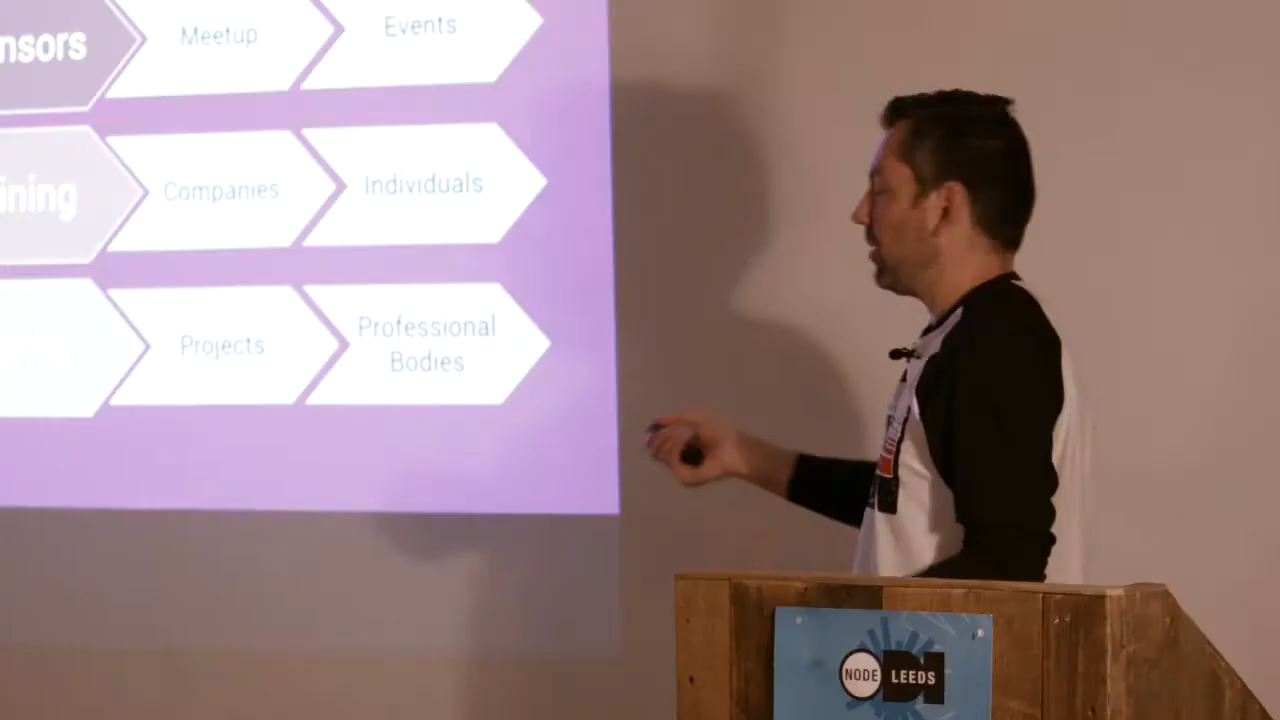 nsors
Meetup
Events
ining
Companies
Individuals
Projects
Professional
Bodies
NODE
LEEDS